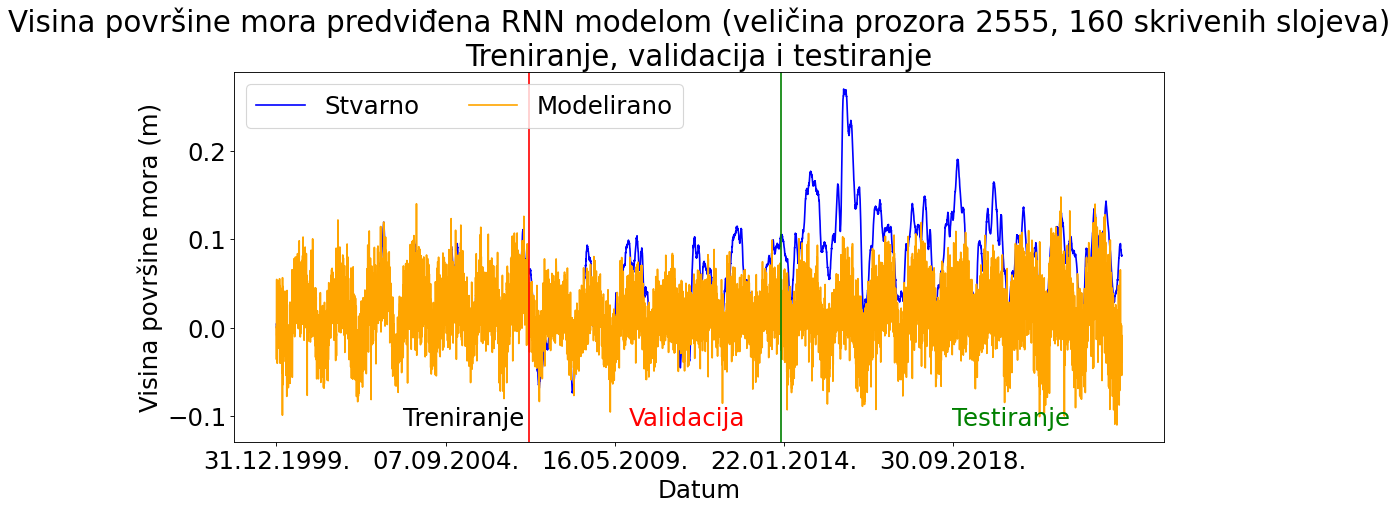 Visina površine mora predviđena RNN modelom (veličina prozora 2555, 160 skrivenih slojeva)
Treniranje, validacija i testiranje
Stvarno
Modelirano
Visina površine mora (m)
0.2
0.1
0.0
−0.1
Treniranje
Validacija
Testiranje
31.12.1999.
07.09.2004.
16.05.2009.
22.01.2014.
30.09.2018.
Datum